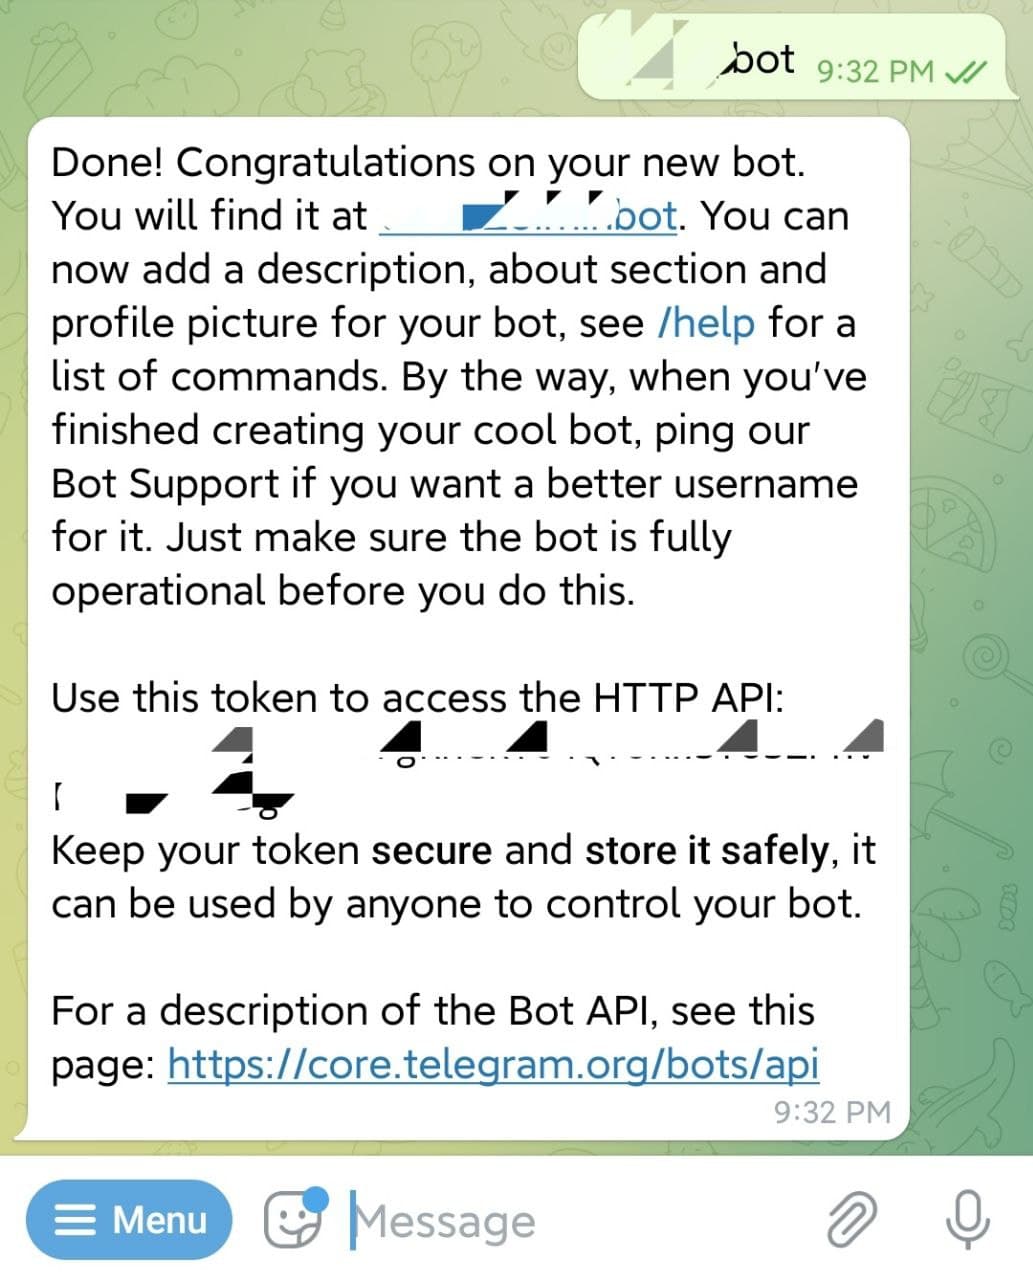 bot 9:32 PM
Done! Congratulations on your new bot.
You will find it at bot. You can
now add a description, about section and
profile picture for your bot, see /help for a
list of commands. By the way, when you've
finished creating your cool bot, ping our
Bot Support if you want a better username
for it. Just make sure the bot is fully
operational before you do this.
Use this token to access the HTTP API:
Keep your token secure and store it safely, it
can be used by anyone to control your bot.
For a description of the Bot API, see this
page: https://core.telegram.org/bots/api
9:32 PM
Menu Message